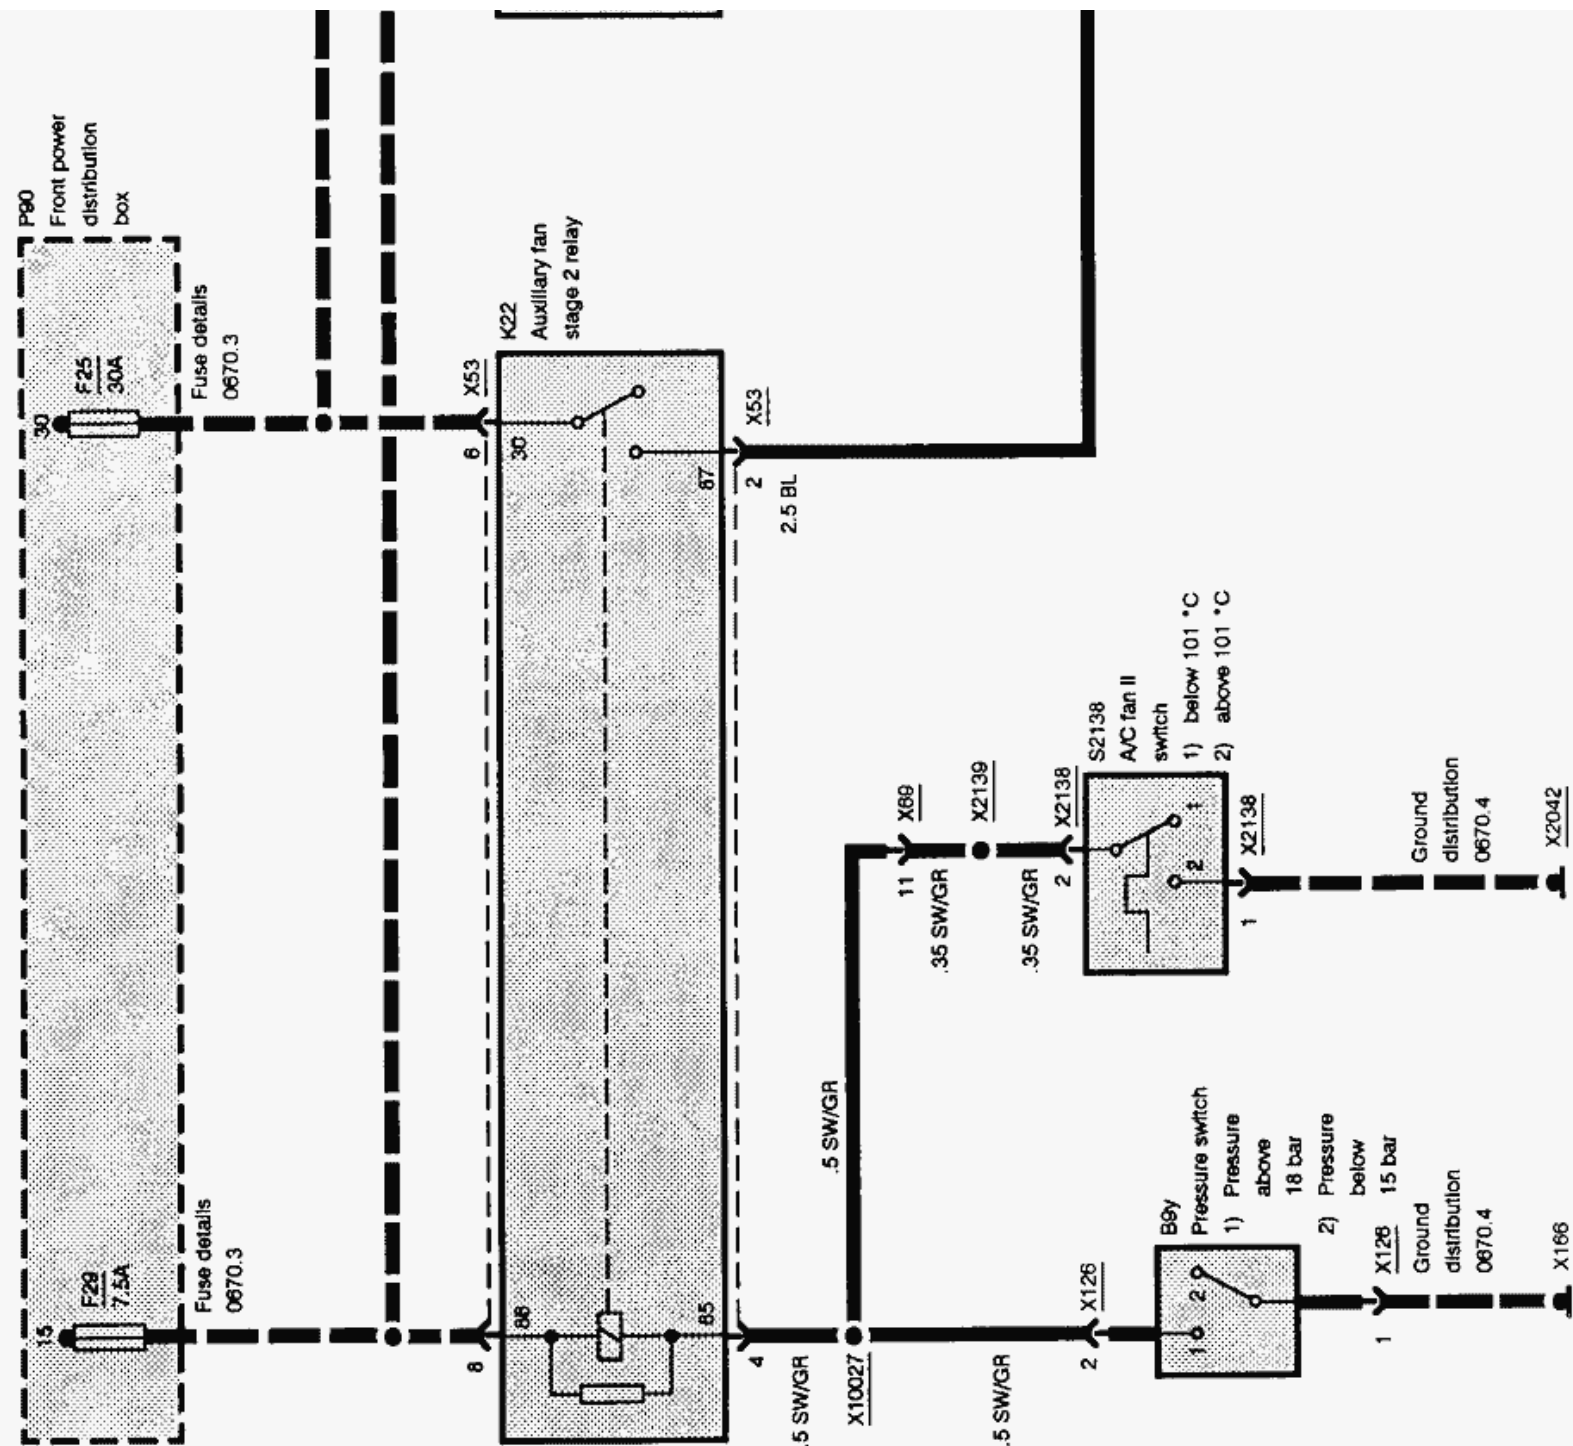 P90
Front power
distribution
box
30
F25
30A
Fuse details
0670.3
X53
6
30
K22
Auxiliary fan
stage 2 relay
87
X53
2
2.5 BL
15
F29
7.5A
Fuse details
0670.3
8
86
85
4
.5 SW/GR
X10027
.5 SW/GR
.5 SW/GR
X69
11
.35 SW/GR
X2139
.35 SW/GR
X2138
2
S2138
A/C fan II
switch
1) below 101 °C
2) above 101 °C
1
2
X2138
1
Ground
distribution
0670.4
X2042
X126
2
B9y
Pressure switch
1) Pressure
above
18 bar
2) Pressure
below
15 bar
2
1
X126
1
Ground
distribution
0670.4
X166